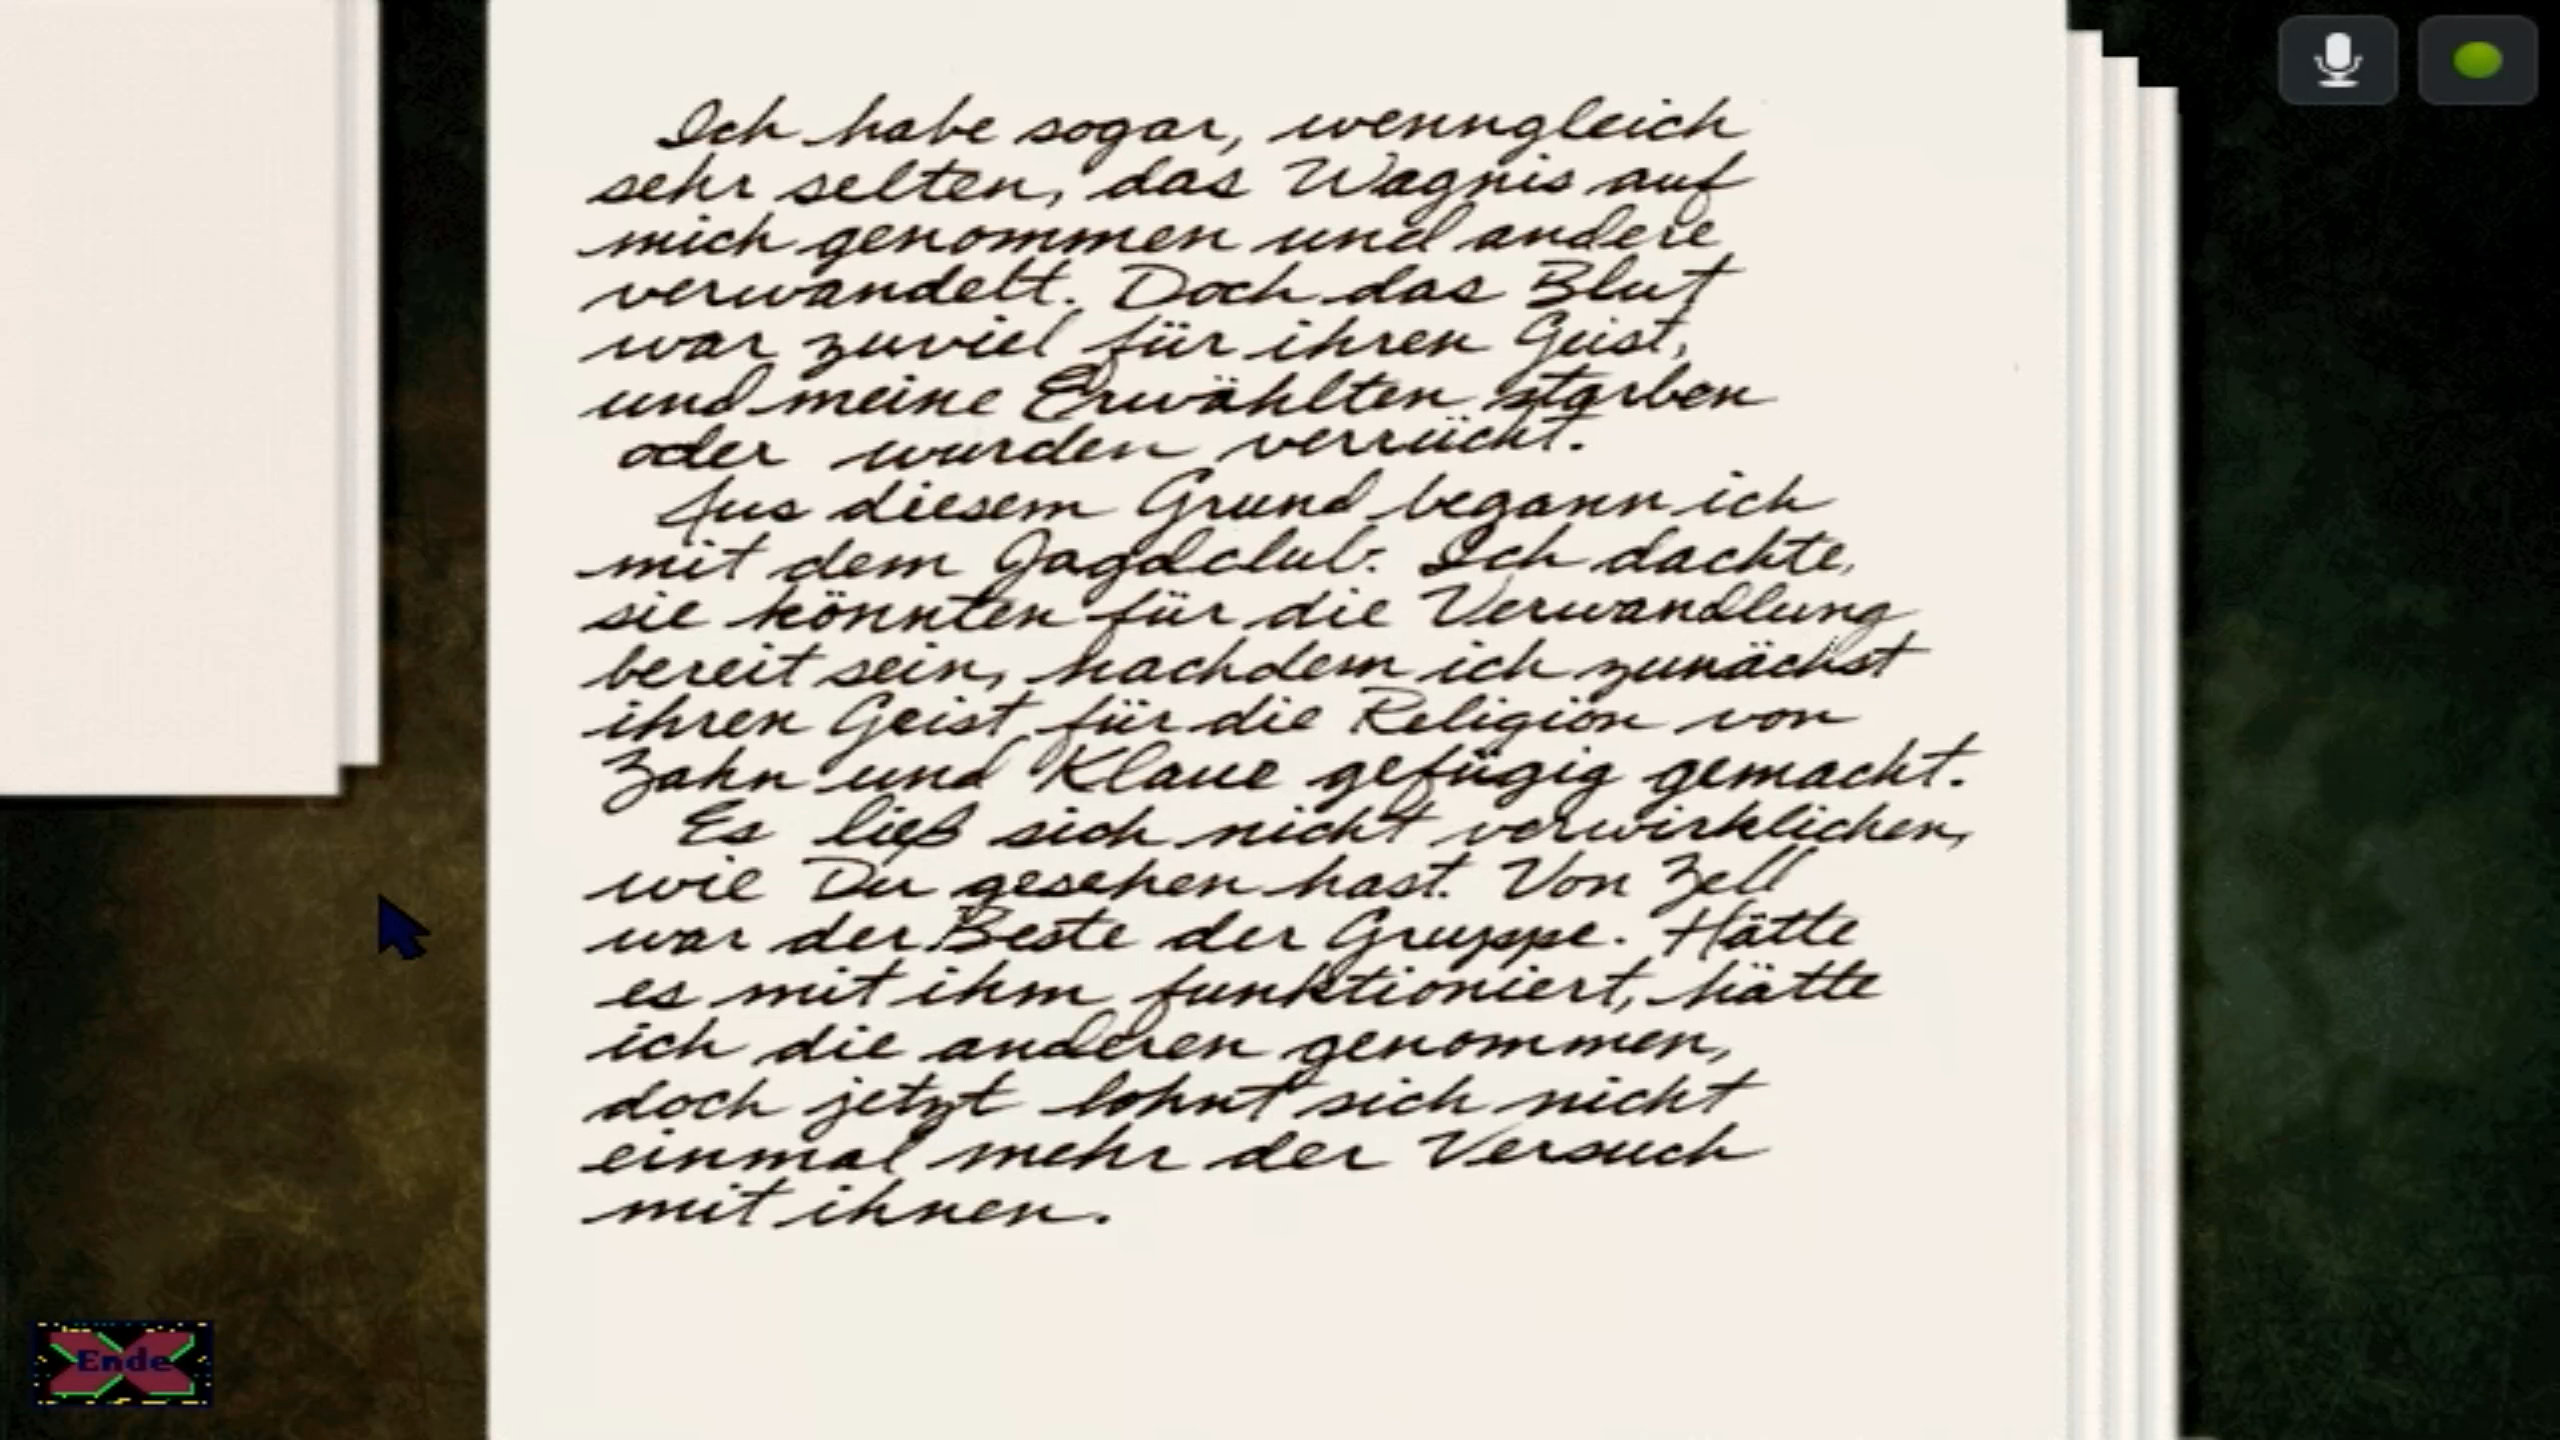 Ich habe sogar, wenngleich
sehr selten, das Wagnis auf
mich genommen und andere
verwandelt. Doch das Blut
war zuviel für ihren Geist,
und meine Erwählten starben
oder wurden verrückt.
Aus diesem Grund begann ich
mit dem Jagdclub. Ich dachte,
sie könnten für die Verwandlung
bereit sein, nachdem ich zunächst
ihren Geist für die Religion von
Zahn und Klaue gefügig gemacht.
Es ließ sich nicht verwirklichen,
wie Du gesehen hast. Von Zell
war der Beste der Gruppe. Hätte
es mit ihm funktioniert, hätte
ich die anderen genommen,
doch jetzt lohnt sich nicht
einmal mehr der Versuch
mit ihnen.
Ende